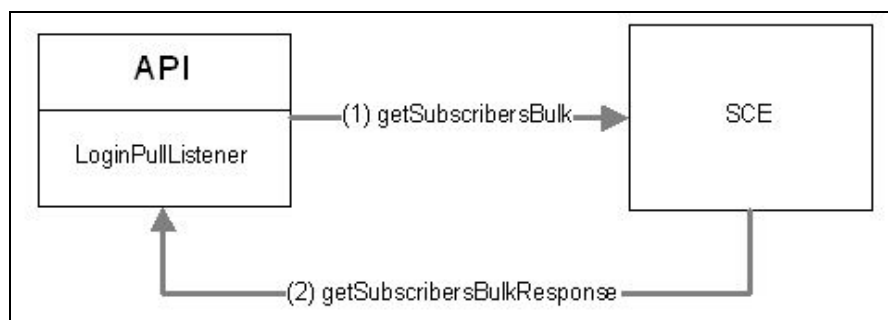 API
(1) getSubscribersBulk
SCE
LoginPullListener
(2) getSubscribersBulkResponse